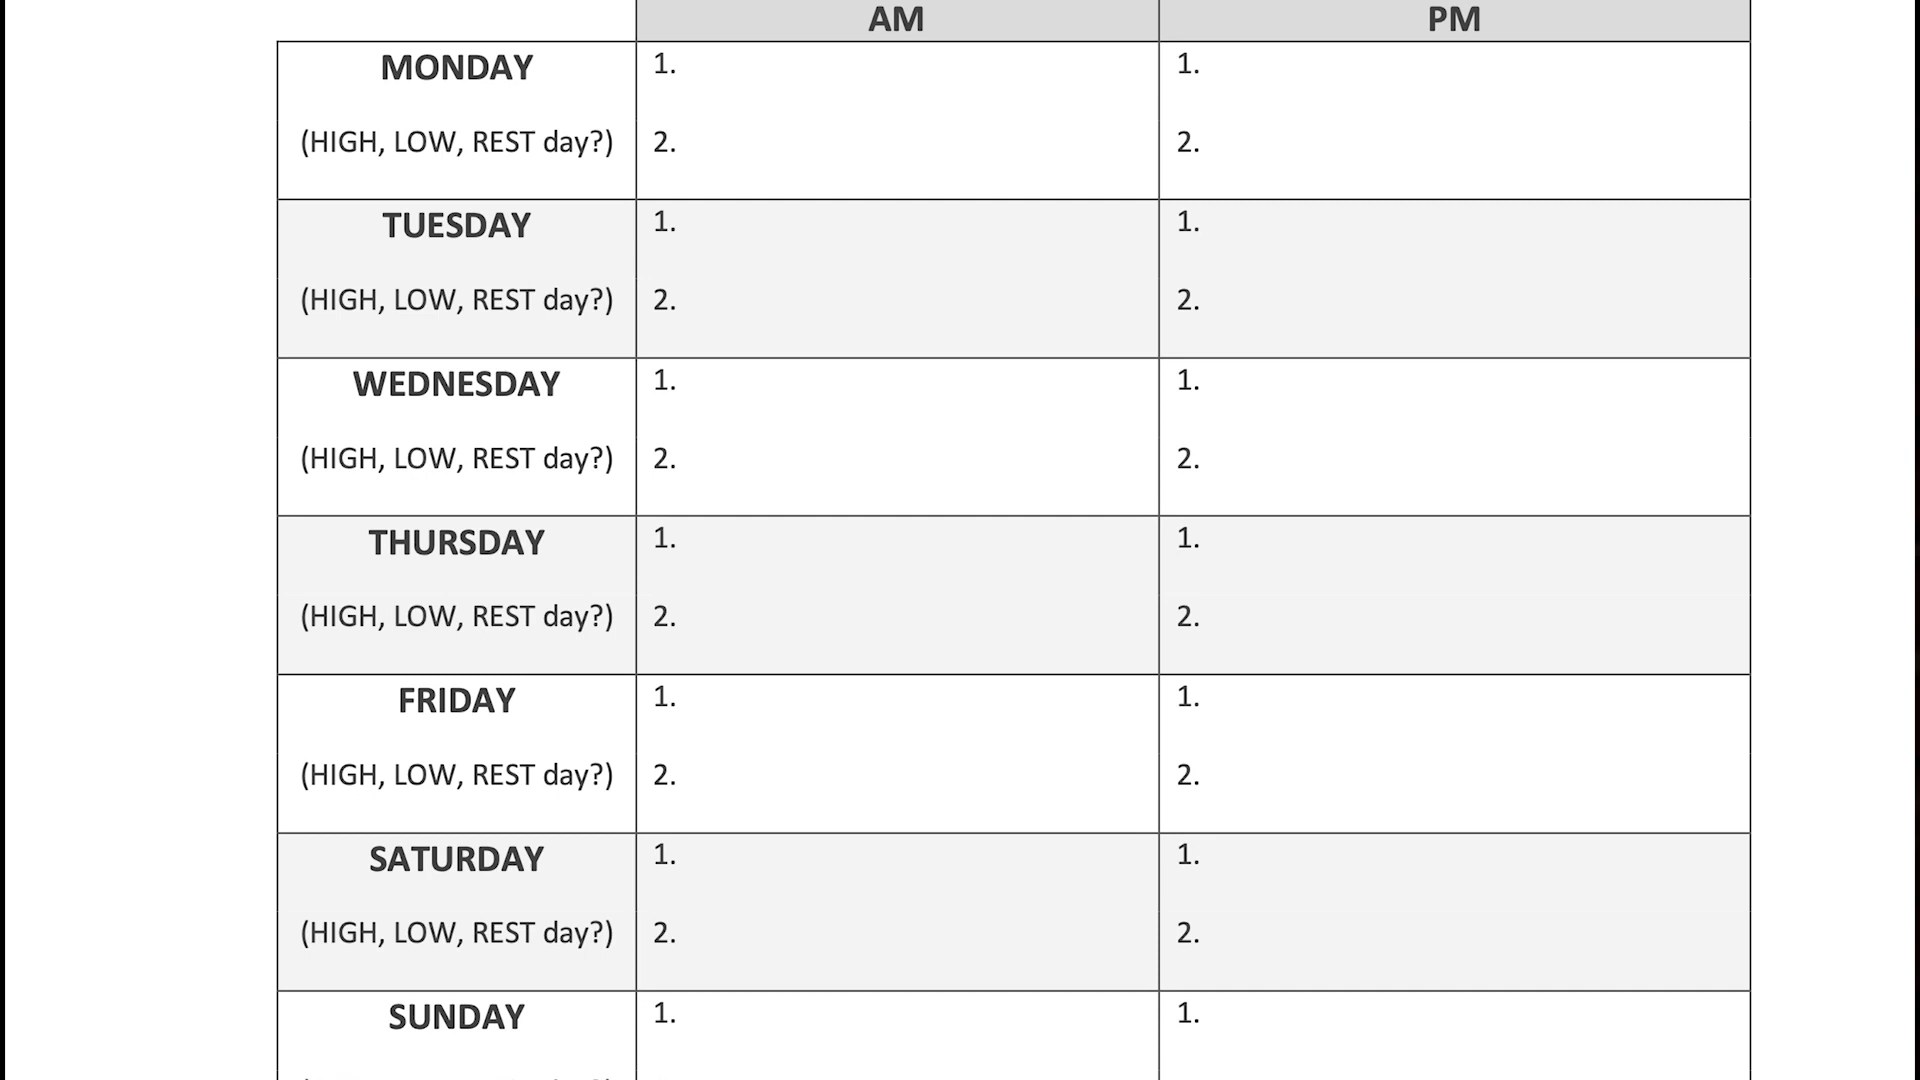 AM PM
MONDAY 1. 1.
(HIGH, LOW, REST day?) 2. 2.
TUESDAY 1. 1.
(HIGH, LOW, REST day?) 2. 2.
WEDNESDAY 1. 1.
(HIGH, LOW, REST day?) 2. 2.
THURSDAY 1. 1.
(HIGH, LOW, REST day?) 2. 2.
FRIDAY 1. 1.
(HIGH, LOW, REST day?) 2. 2.
SATURDAY 1. 1.
(HIGH, LOW, REST day?) 2. 2.
SUNDAY 1. 1.